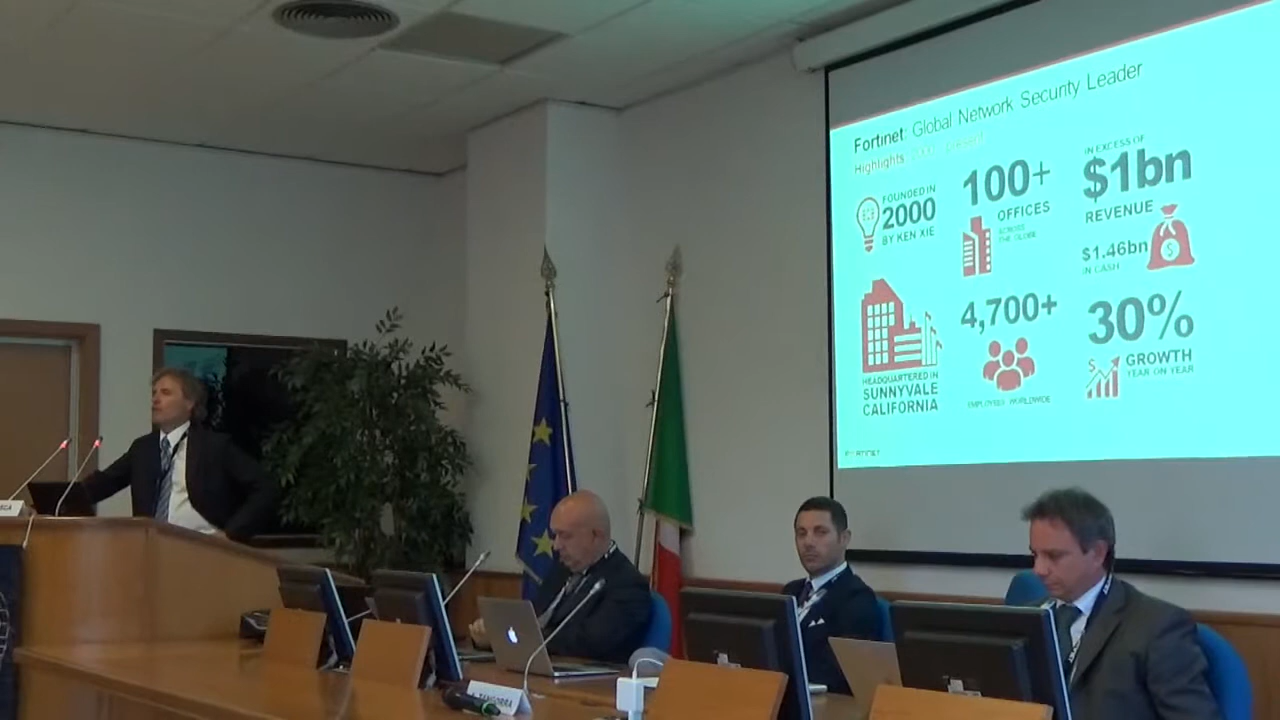 Fortinet: Global Network Security Leader
Highlights
FOUNDED IN
2000
BY KEN XIE
100+
OFFICES
ACROSS
THE GLOBE
IN EXCESS OF
$1bn
REVENUE
$1.46bn
IN CASH
HEADQUARTERED IN
SUNNYVALE
CALIFORNIA
4,700+
EMPLOYEES WORLDWIDE
30%
GROWTH
YEAR ON YEAR
FORTINET